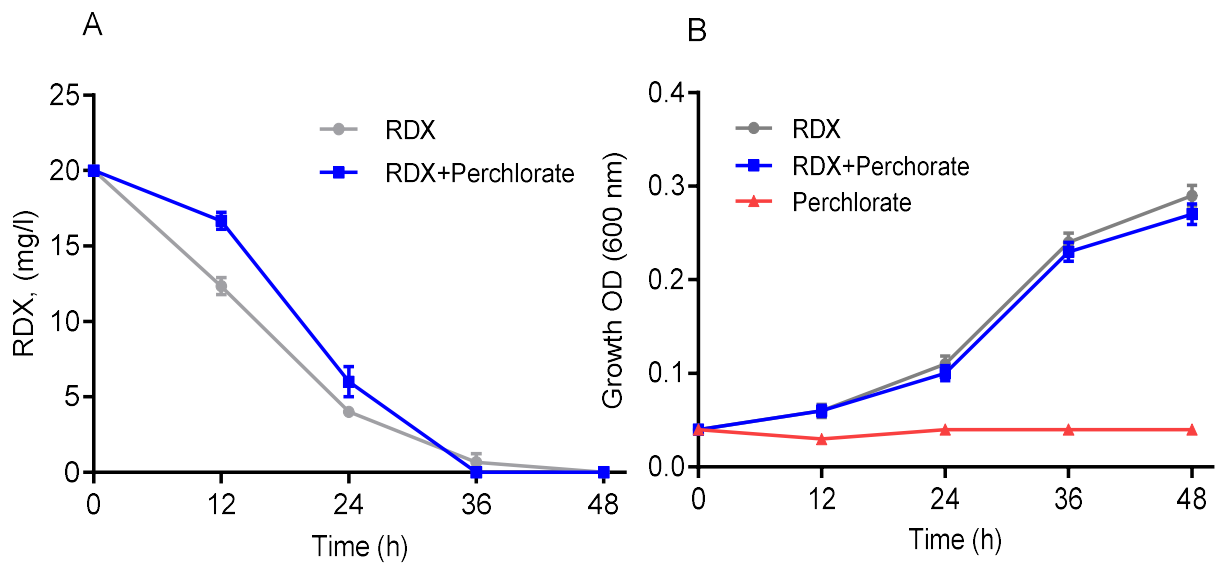 A
RDX, (mg/l)
25
20
15
10
5
0
0 12 24 36 48
Time (h)
RDX
RDX+Perchlorate
B
Growth OD (600 nm)
0.4
0.3
0.2
0.1
0.0
0 12 24 36 48
Time (h)
RDX
RDX+Perchorate
Perchlorate